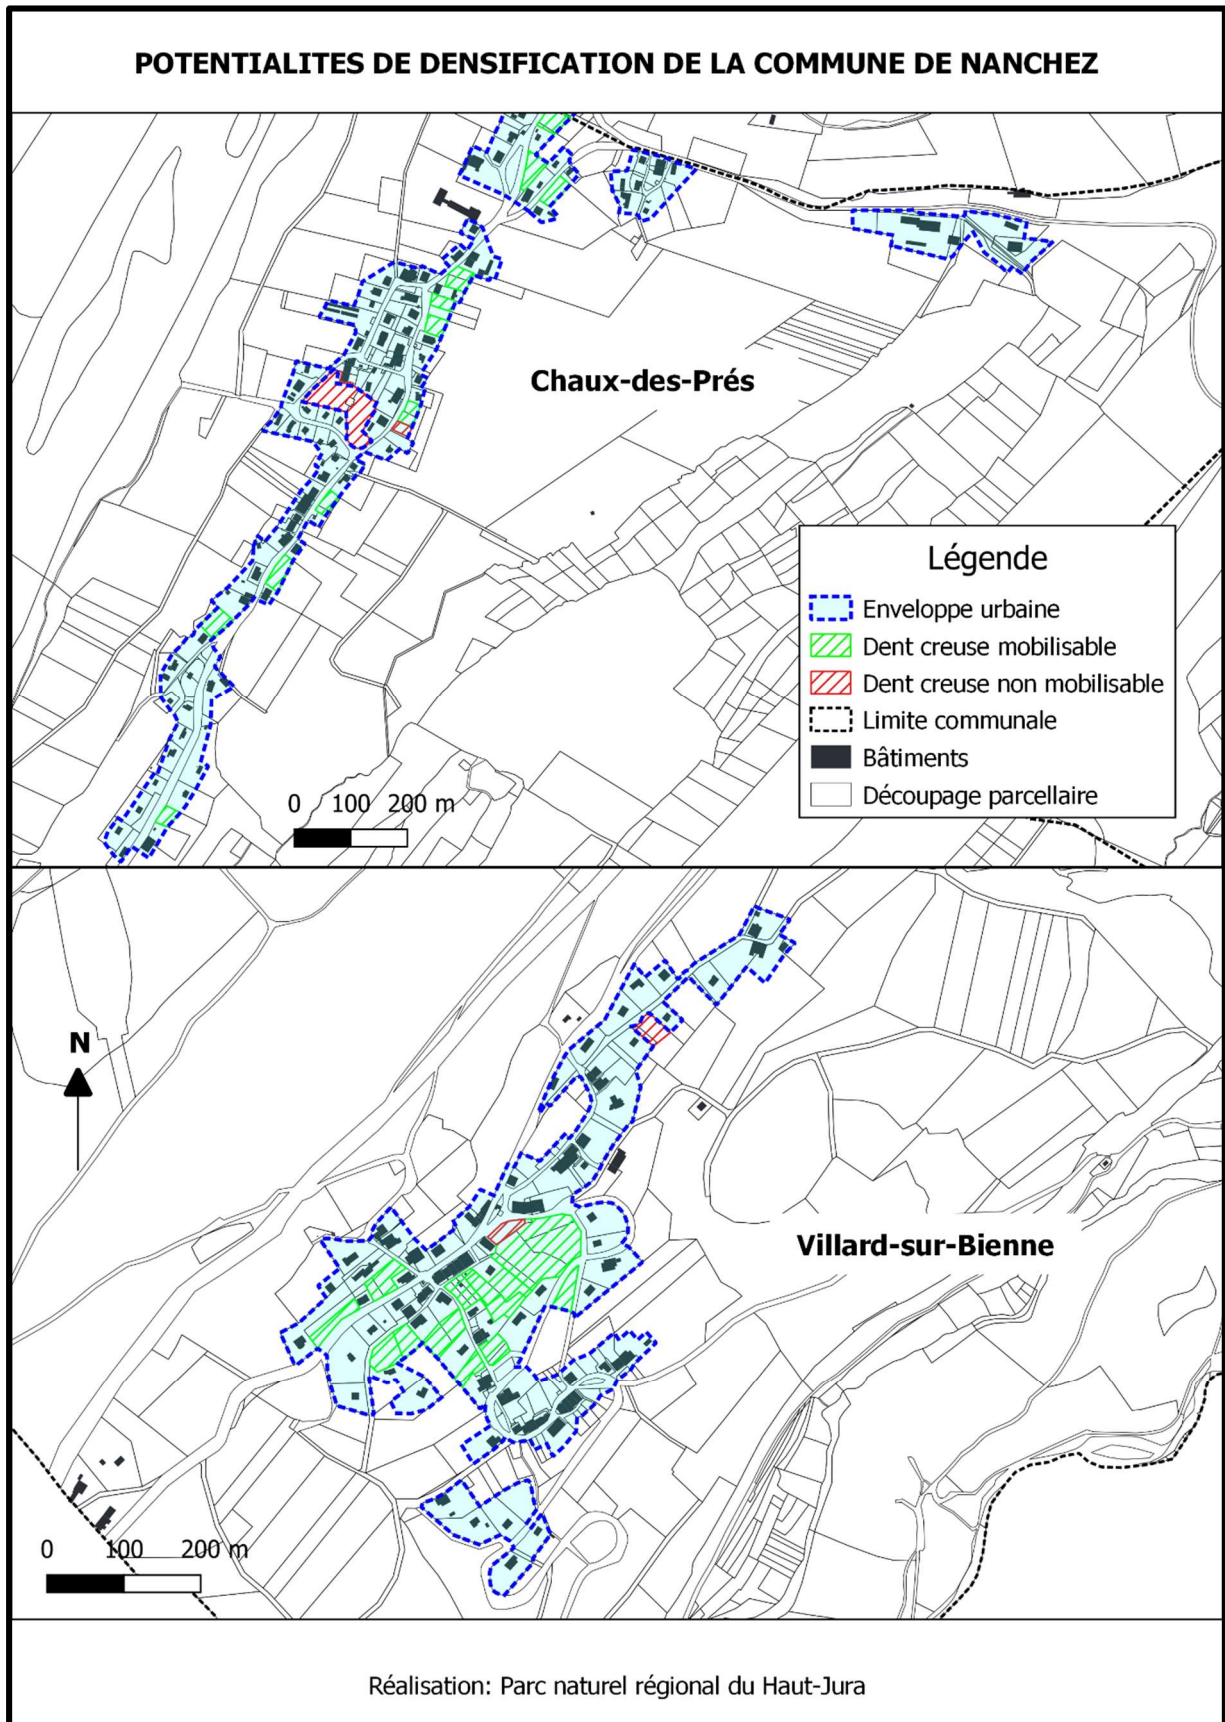 POTENTIALITES DE DENSIFICATION DE LA COMMUNE DE NANCHEZ
Chaux-des-Prés
Légende
Enveloppe urbaine
Dent creuse mobilisable
Dent creuse non mobilisable
Limite communale
Bâtiments
Découpage parcellaire
0 100 200 m
N
Villard-sur-Bienne
0 100 200 m
Réalisation: Parc naturel régional du Haut-Jura